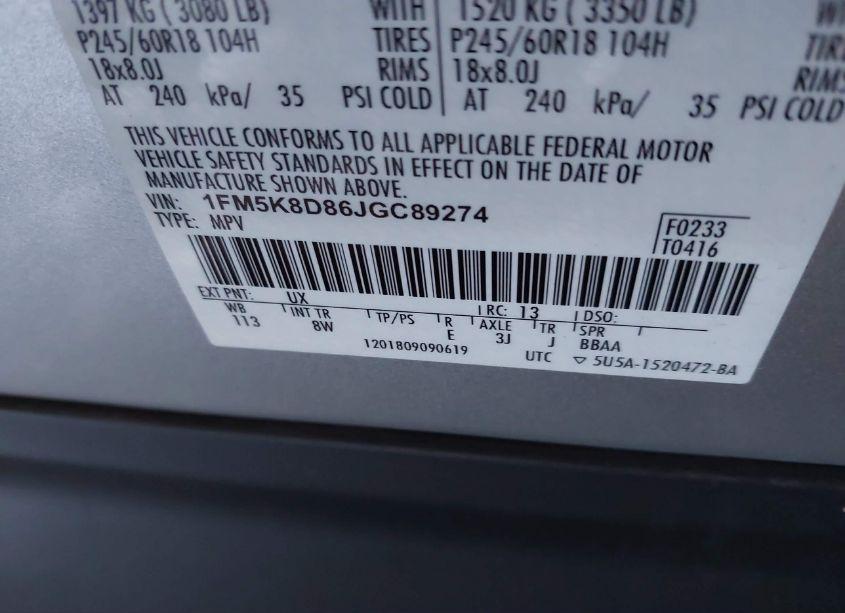 1397 KG ( 3080 LB) WITH 1520 KG ( 3350 LB)
P245/60R18 104H TIRES P245/60R18 104H
18x8.0J RIMS 18x8.0J RIMS
AT 240 kPa/ 35 PSI COLD AT 240 kPa/ 35 PSI COLD
THIS VEHICLE CONFORMS TO ALL APPLICABLE FEDERAL MOTOR
VEHICLE SAFETY STANDARDS IN EFFECT ON THE DATE OF
MANUFACTURE SHOWN ABOVE.
VIN: 1FM5K8D86JGC89274
TYPE: MPV
F0233
T0416
EXT PNT: UX RC: 13 DSO:
WB INT TR TP/PS R AXLE TR SPR
113 8W E 3J J BBAA
1201809090619 UTC ▽ 5U5A-1520472-BA